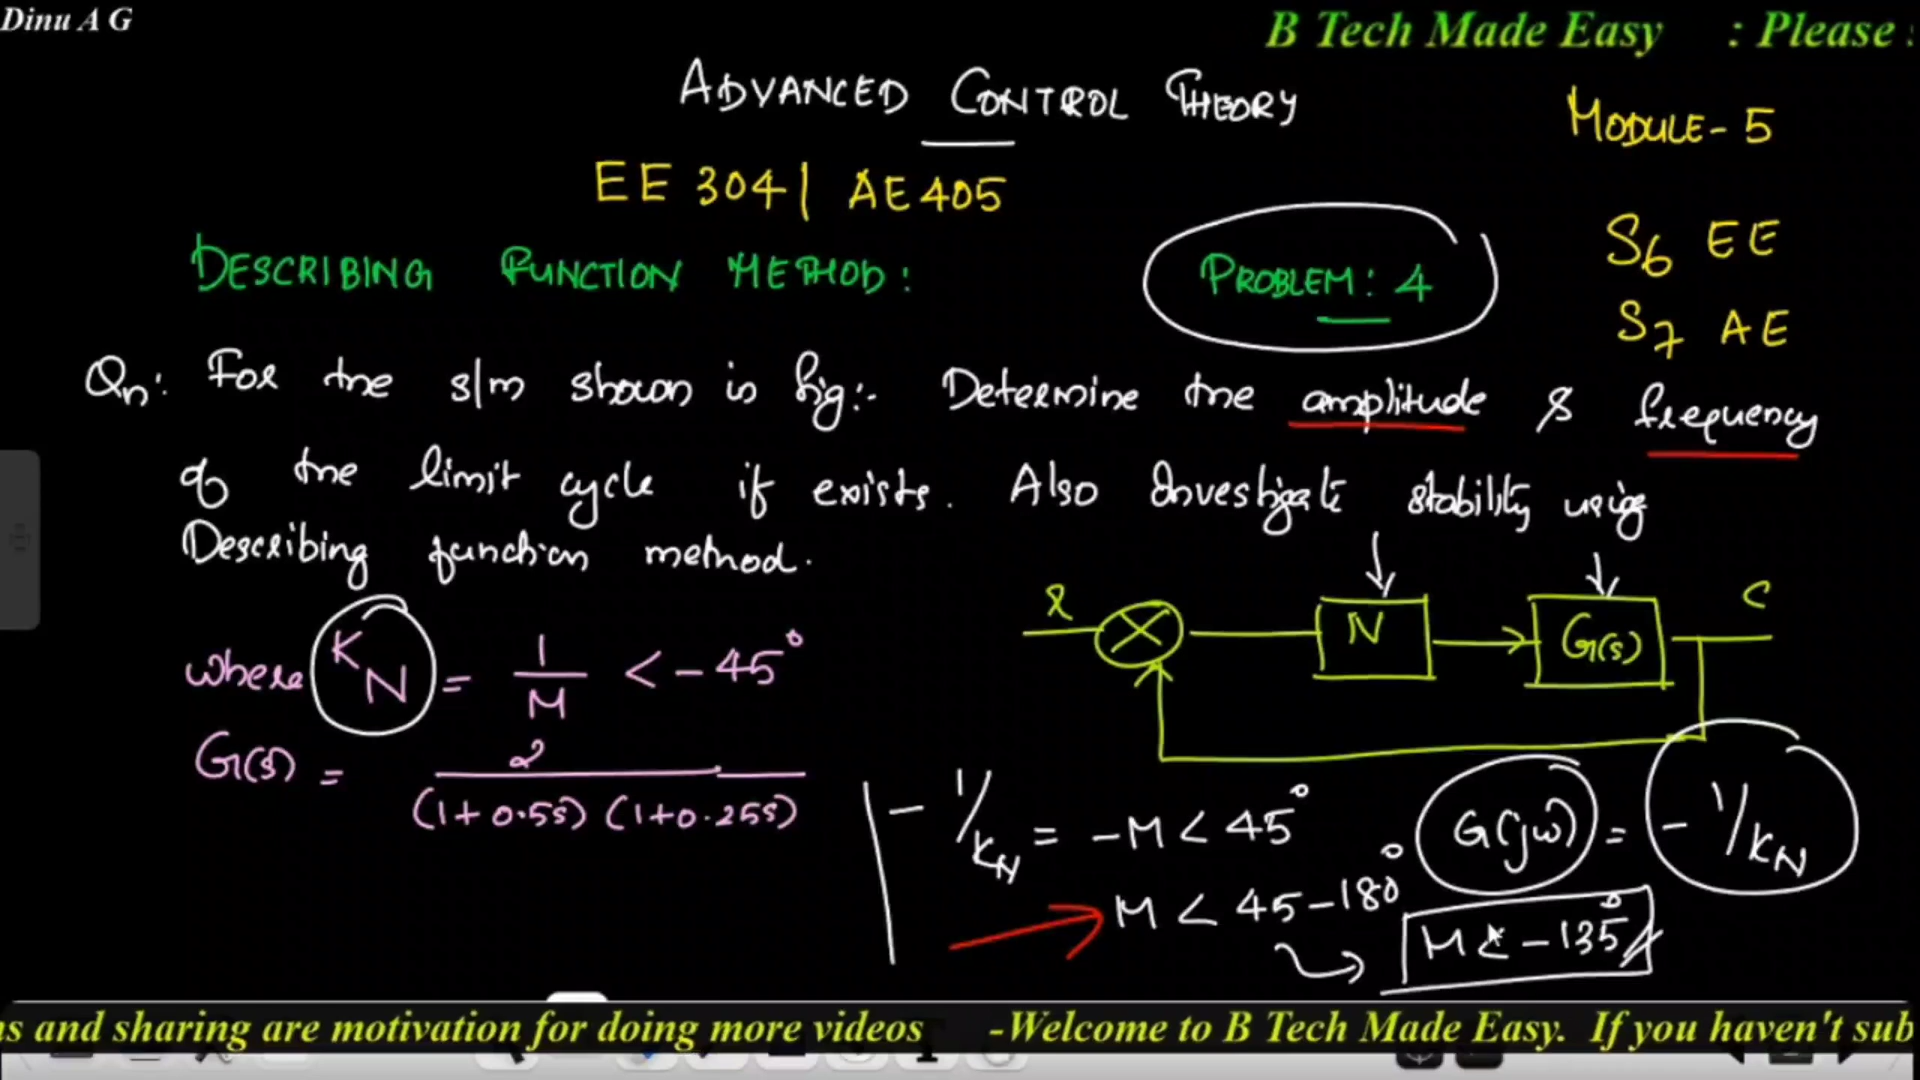 Dinu A G
B Tech Made Easy : Please
ADVANCED CONTROL THEORY
MODULE - 5
EE 304 | AE 405
S6 EE
DESCRIBING FUNCTION METHOD :
PROBLEM : 4
S7 AE
Qn: For the s/m shown in fig:- Determine the amplitude & frequency
of the limit cycle if exists. Also Investigate stability using
Describing function method.
R
N
G(s)
C
where KN = 1/M < -45°
G(s) = 2 / (1+0.5s) (1+0.25s)
-1/KN = -M < 45°
G(jω) = -1/KN
M < 45 - 180°
M < -135°
ns and sharing are motivation for doing more videos -Welcome to B Tech Made Easy. If you haven't sub